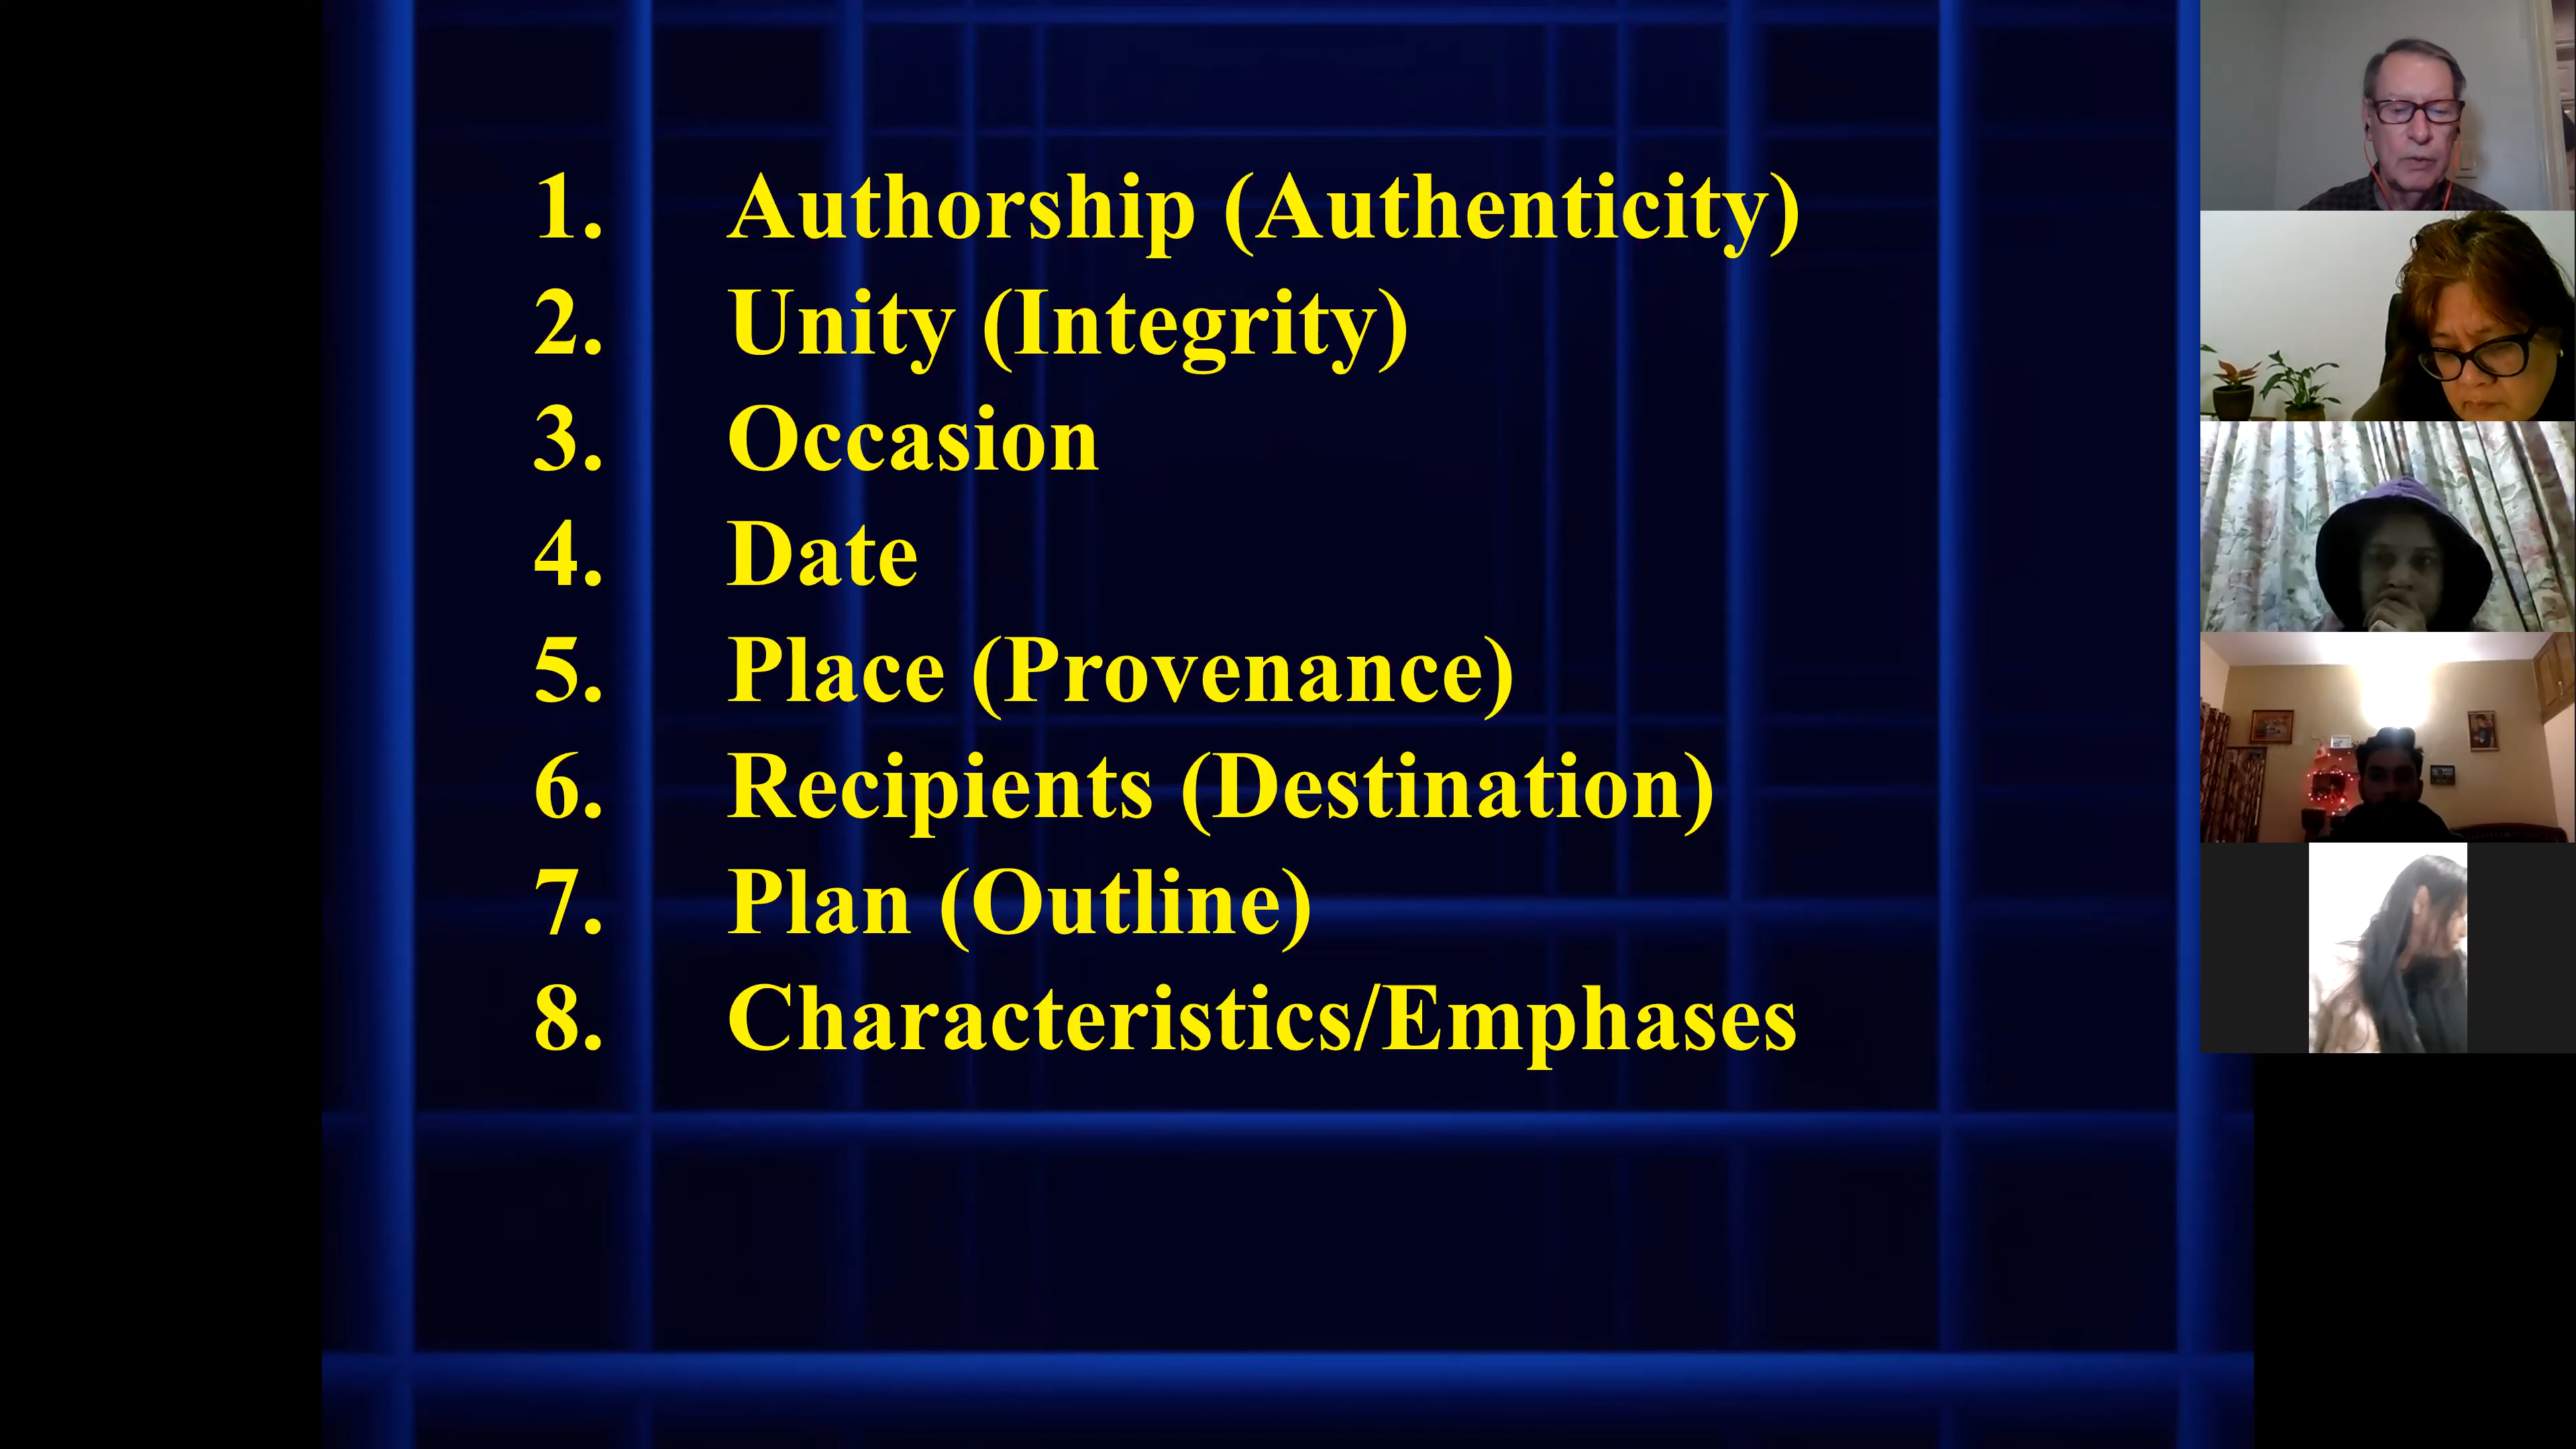 1. Authorship (Authenticity)
2. Unity (Integrity)
3. Occasion
4. Date
5. Place (Provenance)
6. Recipients (Destination)
7. Plan (Outline)
8. Characteristics/Emphases